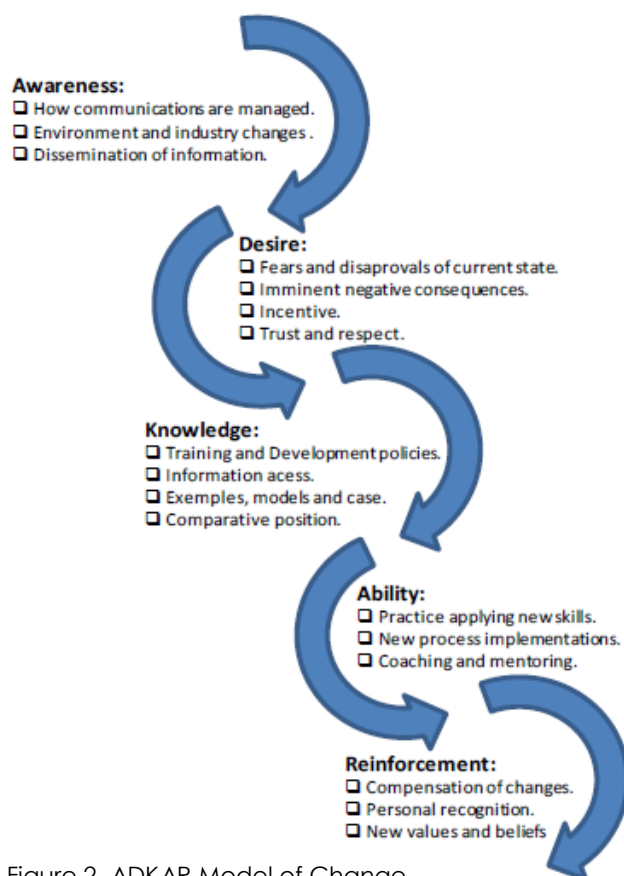 Awareness:
❑ How communications are managed.
❑ Environment and industry changes .
❑ Dissemination of information.
Desire:
❑ Fears and disaprovals of current state.
❑ Imminent negative consequences.
❑ Incentive.
❑ Trust and respect.
Knowledge:
❑ Training and Development policies.
❑ Information acess.
❑ Exemples, models and case.
❑ Comparative position.
Ability:
❑ Practice applying new skills.
❑ New process implementations.
❑ Coaching and mentoring.
Reinforcement:
❑ Compensation of changes.
❑ Personal recognition.
❑ New values and beliefs
Figure 2. ADKAR Model of Change